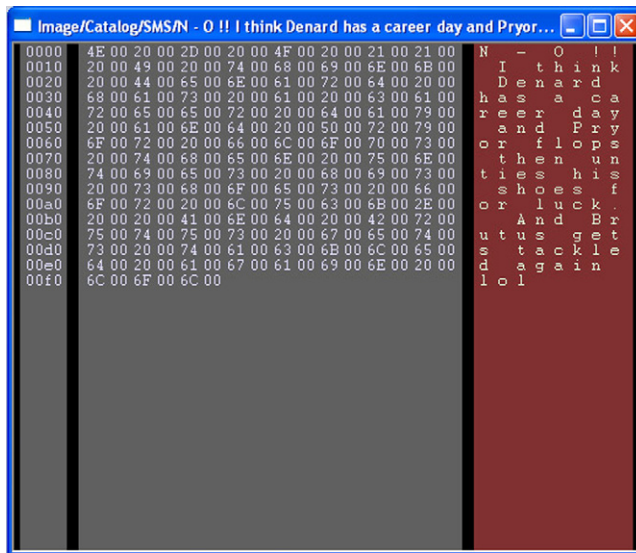 Image/Catalog/SMS/N - O !! I think Denard has a career day and Pryor...
0000 4E 00 20 00 2D 00 20 00 4F 00 20 00 21 00 21 00 N - O !!
0010 20 00 49 00 20 00 74 00 68 00 69 00 6E 00 6B 00 I think
0020 20 00 44 00 65 00 6E 00 61 00 72 00 64 00 20 00 Denard
0030 68 00 61 00 73 00 20 00 61 00 20 00 63 00 61 00 has a ca
0040 72 00 65 00 65 00 72 00 20 00 64 00 61 00 79 00 reer day
0050 20 00 61 00 6E 00 64 00 20 00 50 00 72 00 79 00 and Pry
0060 6F 00 72 00 20 00 66 00 6C 00 6F 00 70 00 73 00 or flops
0070 20 00 74 00 68 00 65 00 6E 00 20 00 75 00 6E 00 then un
0080 74 00 69 00 65 00 73 00 20 00 68 00 69 00 73 00 ties his
0090 20 00 73 00 68 00 6F 00 65 00 73 00 20 00 66 00 shoes f
00a0 6F 00 72 00 20 00 6C 00 75 00 63 00 6B 00 2E 00 or luck.
00b0 20 00 20 00 41 00 6E 00 64 00 20 00 42 00 72 00 And Br
00c0 75 00 74 00 75 00 73 00 20 00 67 00 65 00 74 00 utus get
00d0 73 00 20 00 74 00 61 00 63 00 6B 00 6C 00 65 00 s tackle
00e0 64 00 20 00 61 00 67 00 61 00 69 00 6E 00 20 00 d again
00f0 6C 00 6F 00 6C 00 lol